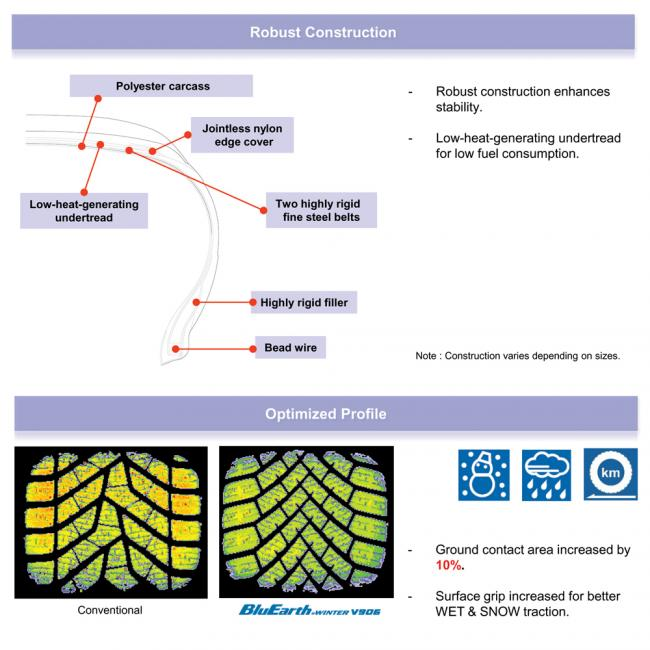 Robust Construction
Polyester carcass
Jointless nylon
edge cover
Low-heat-generating
undertread
Two highly rigid
fine steel belts
Highly rigid filler
Bead wire
- Robust construction enhances
stability.
- Low-heat-generating undertread
for low fuel consumption.
Note : Construction varies depending on sizes.
Optimized Profile
Conventional
BluEarth★WINTER V906
km
- Ground contact area increased by
10%.
- Surface grip increased for better
WET & SNOW traction.